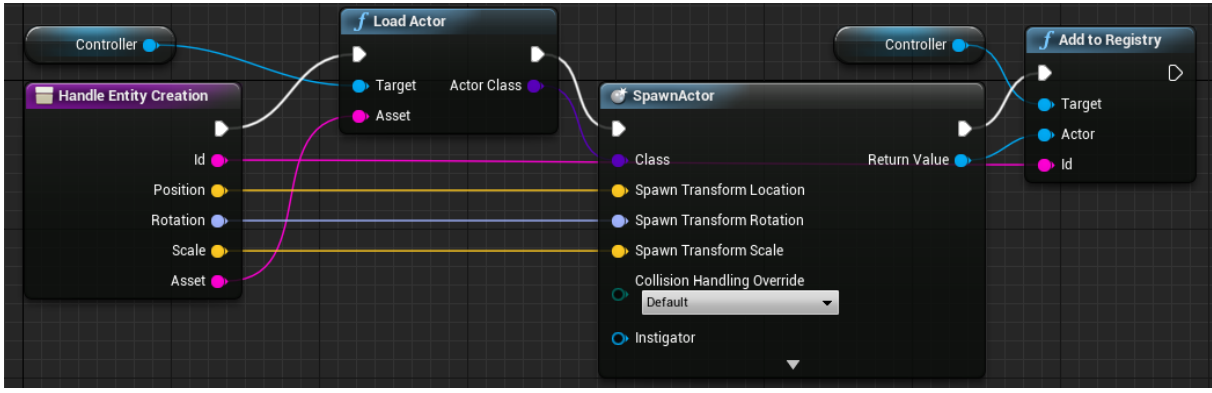 Controller
Handle Entity Creation
Id
Position
Rotation
Scale
Asset
Load Actor
Target
Actor Class
Asset
SpawnActor
Class
Return Value
Spawn Transform Location
Spawn Transform Rotation
Spawn Transform Scale
Collision Handling Override
Default
Instigator
Controller
Add to Registry
Target
Actor
Id